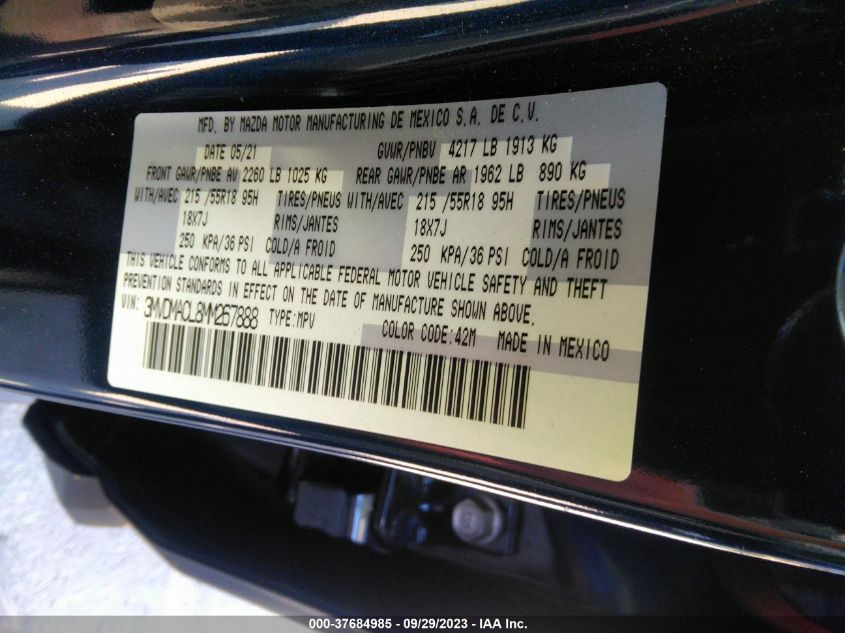 MFD. BY MAZDA MOTOR MANUFACTURING DE MEXICO S.A. DE C.V.
DATE 05/21 GVWR/PNBV 4217 LB 1913 KG
FRONT GAWR/PNBE AV 2260 LB 1025 KG REAR GAWR/PNBE AR 1962 LB 890 KG
WITH/AVEC 215 /55R18 95H TIRES/PNEUS WITH/AVEC 215 /55R18 95H TIRES/PNEUS
18X7J RIMS/JANTES 18X7J RIMS/JANTES
250 KPA/36 PSI COLD/A FROID 250 KPA/36 PSI COLD/A FROID
THIS VEHICLE CONFORMS TO ALL APPLICABLE FEDERAL MOTOR VEHICLE SAFETY AND THEFT
PREVENTION STANDARDS IN EFFECT ON THE DATE OF MANUFACTURE SHOWN ABOVE.
VIN: 3MVDMACL8MM267888 TYPE:MPV
COLOR CODE:42M MADE IN MEXICO
000-37684985 - 09/29/2023 - IAA Inc.